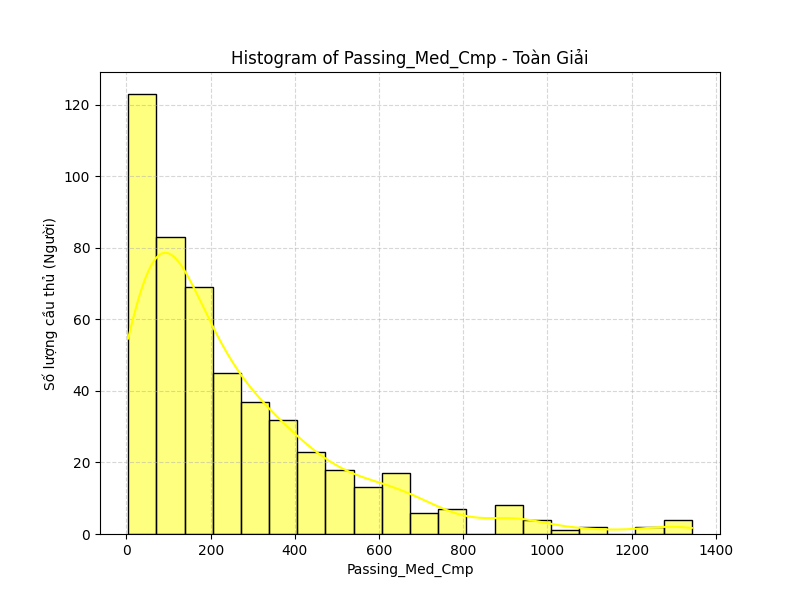 Histogram of Passing_Med_Cmp - Toàn Giải
Số lượng cầu thủ (Người)
120
100
80
60
40
20
0
0 200 400 600 800 1000 1200 1400
Passing_Med_Cmp